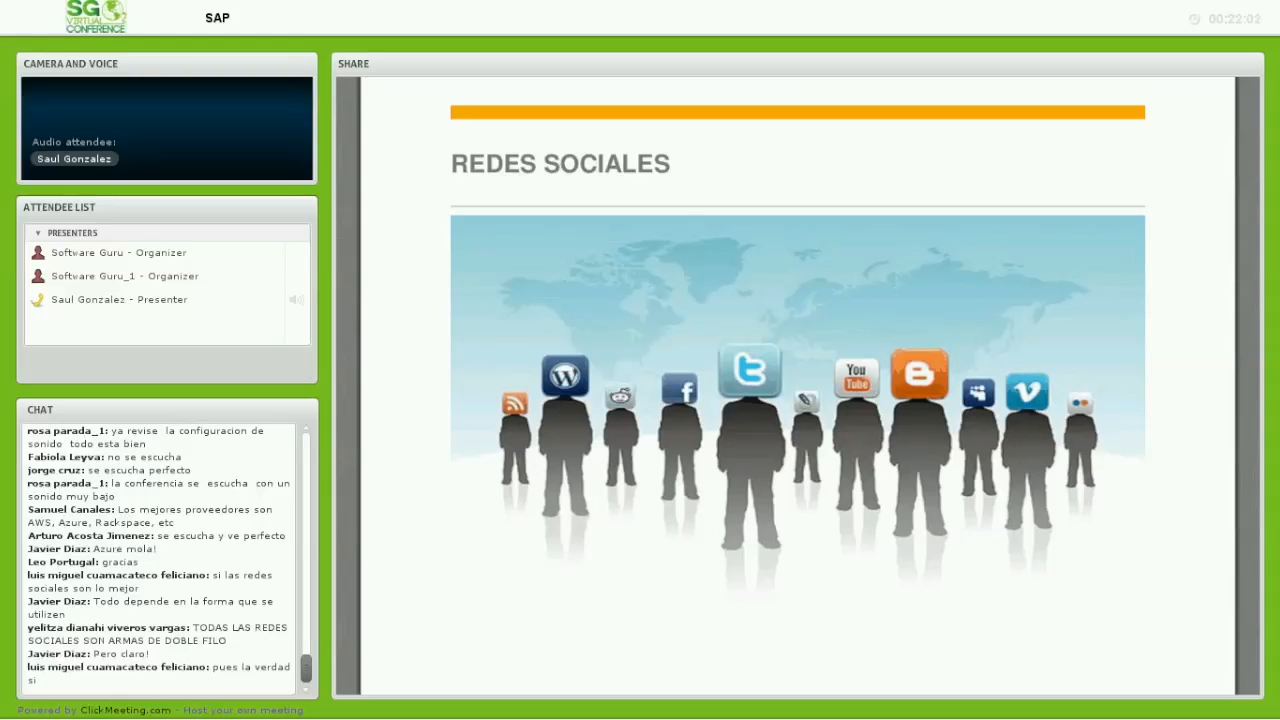 SG
VIRTUAL
CONFERENCE
SAP
00:22:02
CAMERA AND VOICE
Audio attendee:
Saul Gonzalez
ATTENDEE LIST
PRESENTERS
Software Guru - Organizer
Software Guru_1 - Organizer
Saul Gonzalez - Presenter
CHAT
rosa parada_1: ya revise la configuracion de
sonido todo esta bien
Fabiola Leyva: no se escucha
jorge cruz: se escucha perfecto
rosa parada_1: la conferencia se escucha con un
sonido muy bajo
Samuel Canales: Los mejores proveedores son
AWS, Azure, Rackspace, etc
Arturo Acosta Jimenez: se escucha y ve perfecto
Javier Diaz: Azure mola!
Leo Portugal: gracias
luis miguel cuamacateco feliciano: si las redes
sociales son lo mejor
Javier Diaz: Todo depende en la forma que se
utilizen
yelitza dianahi viveros vargas: TODAS LAS REDES
SOCIALES SON ARMAS DE DOBLE FILO
Javier Diaz: Pero claro!
luis miguel cuamacateco feliciano: pues la verdad
si
Powered by ClickMeeting.com - Host your own meeting
SHARE
REDES SOCIALES
You
Tube